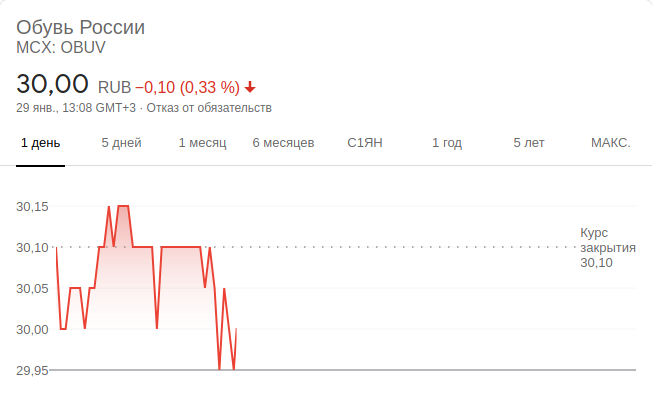 Обувь России
MCX: OBUV
30,00 RUB −0,10 (0,33 %)
29 янв., 13:08 GMT+3 · Отказ от обязательств
1 день 5 дней 1 месяц 6 месяцев С1ЯН 1 год 5 лет МАКС.
30,15
30,10
30,05
30,00
29,95
Курс
закрытия
30,10